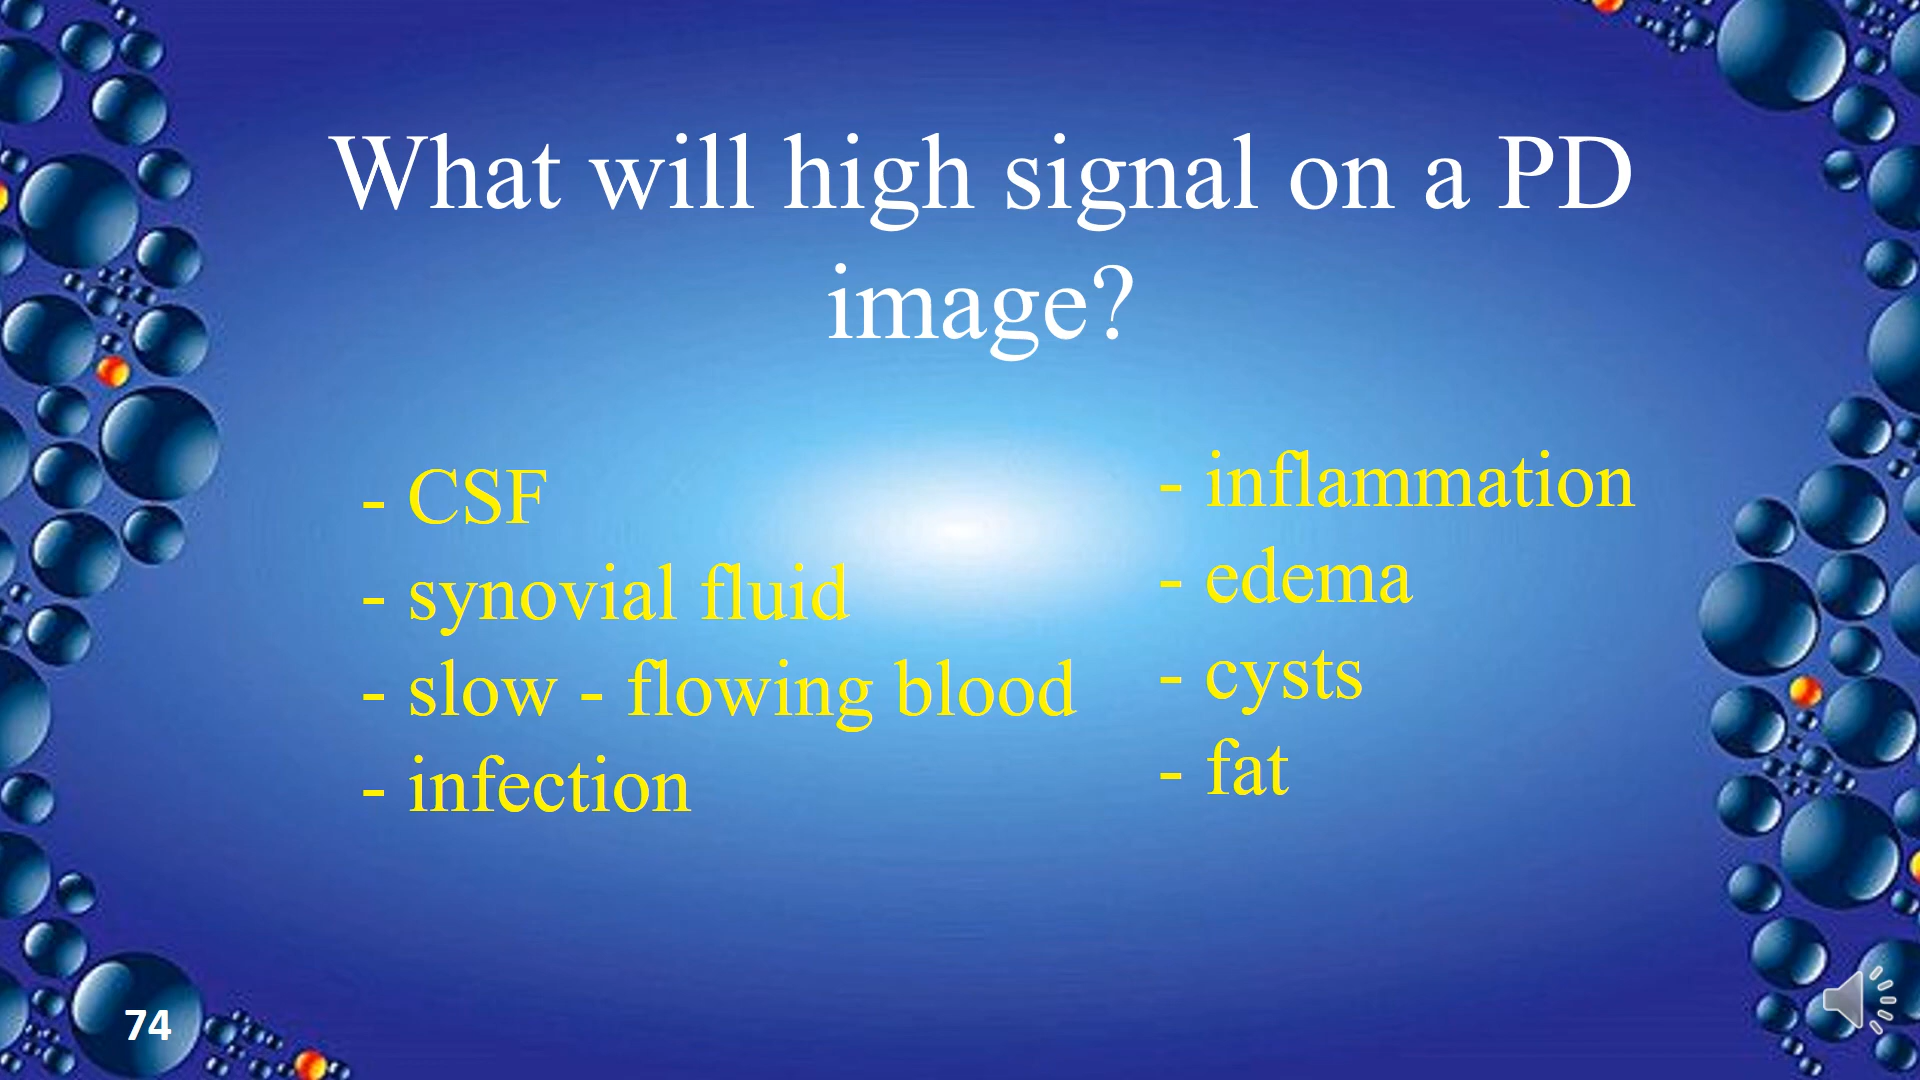 What will high signal on a PD
image?
- CSF
- synovial fluid
- slow - flowing blood
- infection
- inflammation
- edema
- cysts
- fat
74